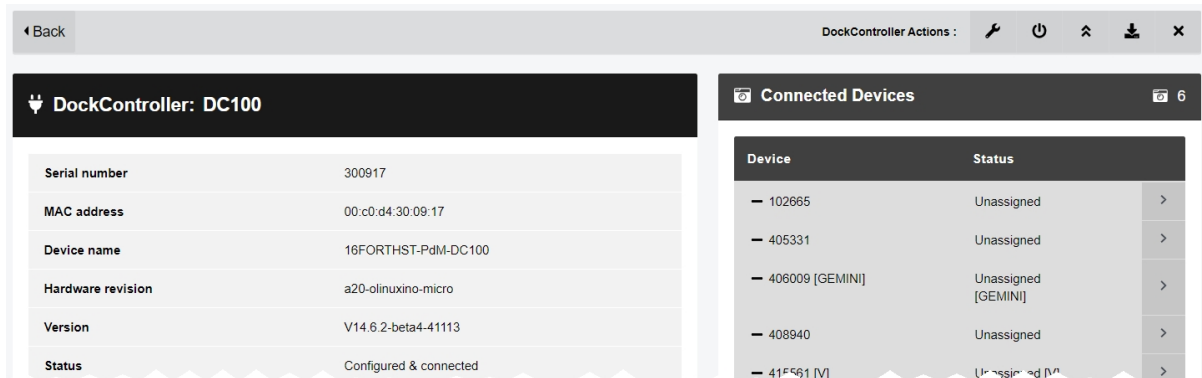 Back
DockController Actions :
DockController: DC100
Serial number 300917
MAC address 00:c0:d4:30:09:17
Device name 16FORTHST-PdM-DC100
Hardware revision a20-olinuxino-micro
Version V14.6.2-beta4-41113
Status Configured & connected
Connected Devices 6
Device Status
102665 Unassigned
405331 Unassigned
406009 [GEMINI] Unassigned
[GEMINI]
408940 Unassigned
415561 [V] Unassigned [V]